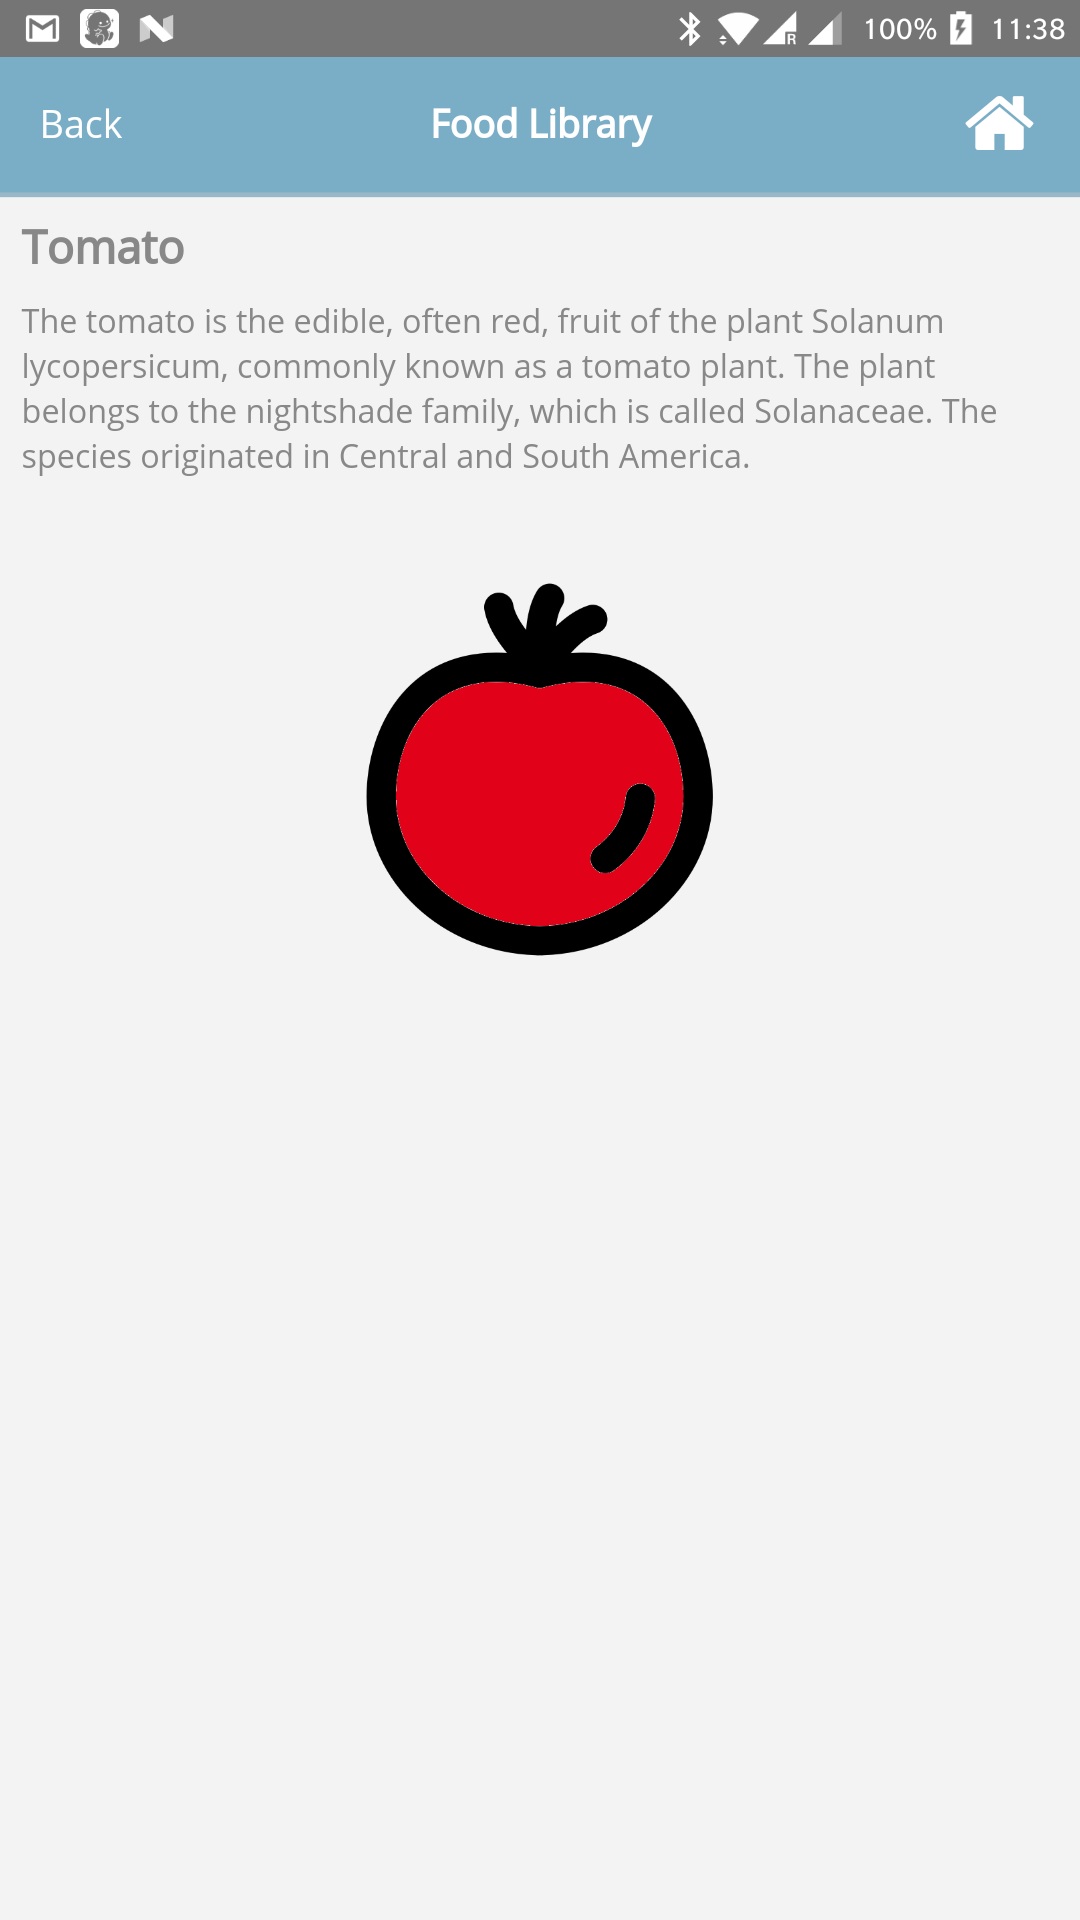 100% 11:38
Back Food Library
Tomato
The tomato is the edible, often red, fruit of the plant Solanum
lycopersicum, commonly known as a tomato plant. The plant
belongs to the nightshade family, which is called Solanaceae. The
species originated in Central and South America.